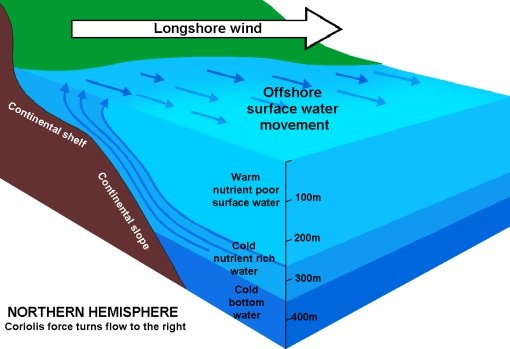 Longshore wind
Offshore
surface water
movement
Continental shelf
Continental slope
Warm
nutrient poor
surface water
100m
200m
Cold
nutrient rich
water
300m
Cold
bottom
water
400m
NORTHERN HEMISPHERE
Coriolis force turns flow to the right